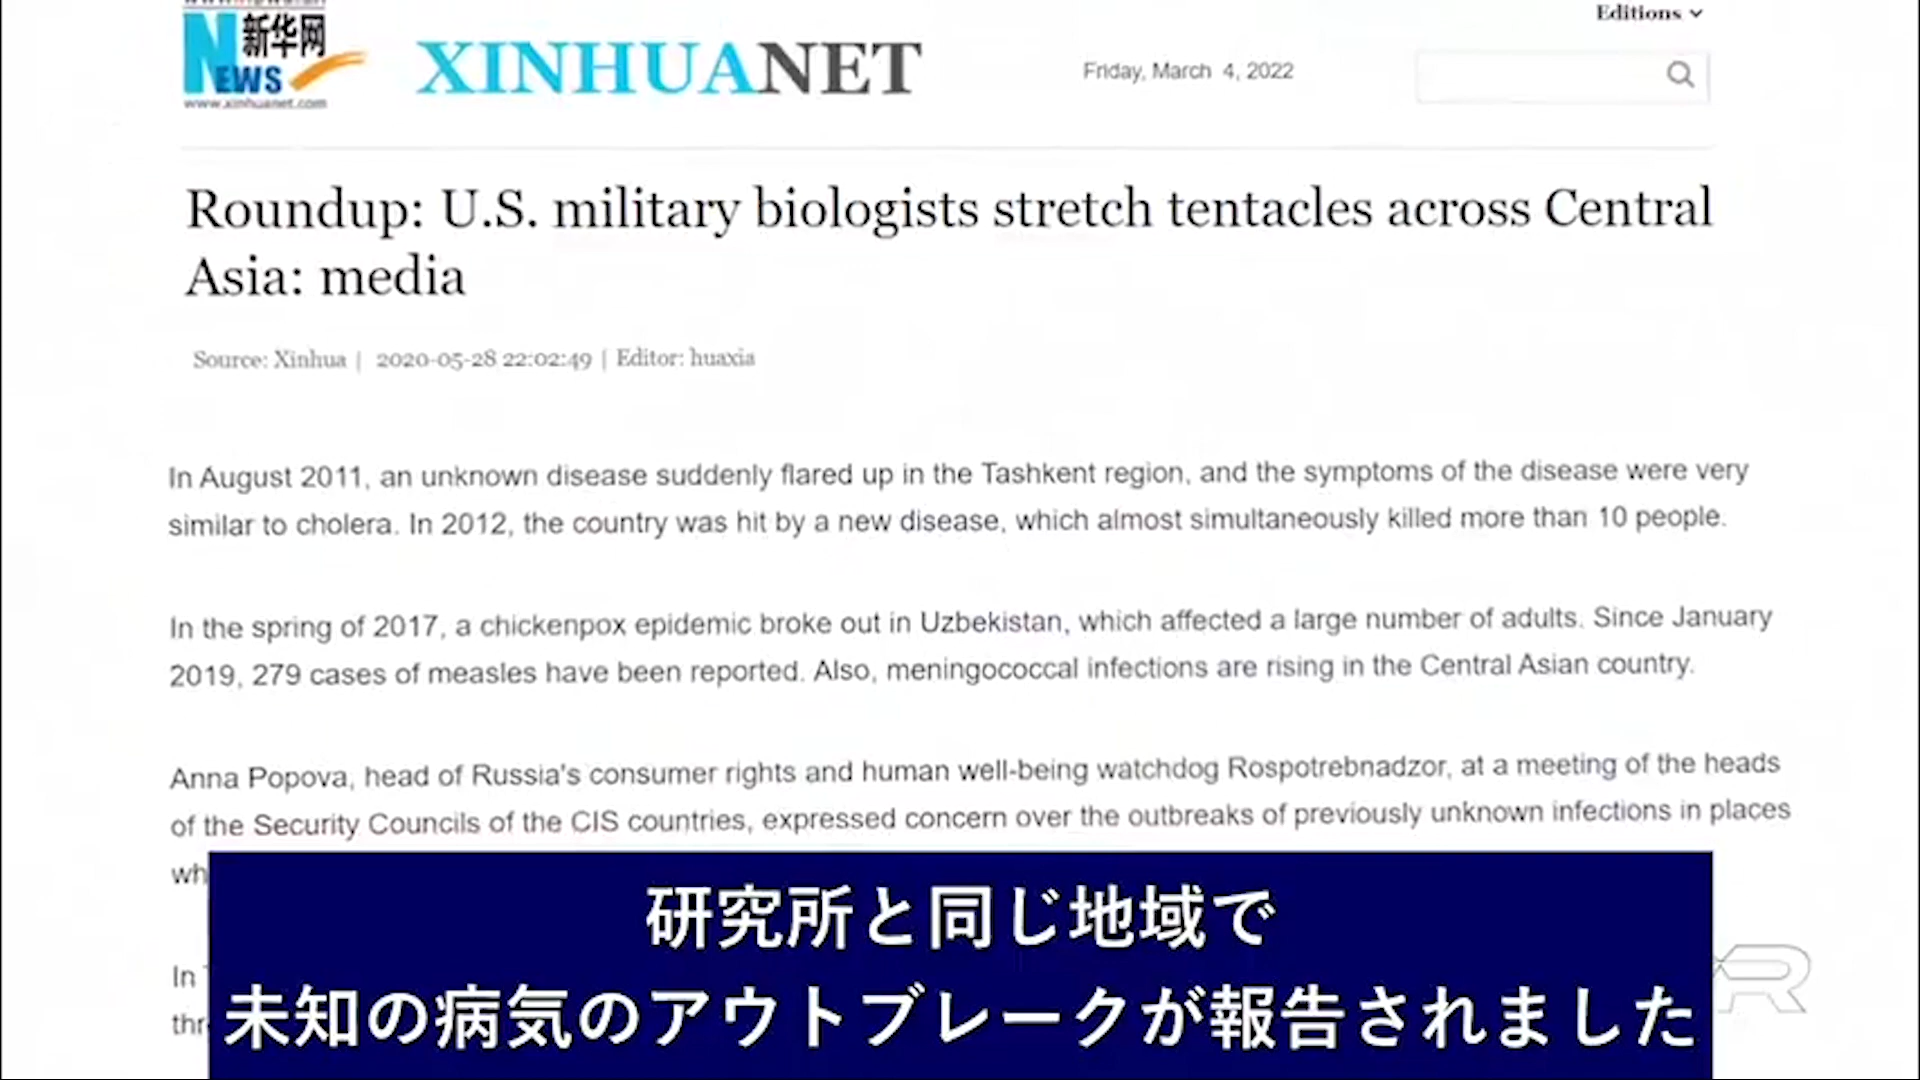 Editions
新华网
NEWS
www.xinhuanet.com
XINHUANET
Friday, March 4, 2022
Roundup: U.S. military biologists stretch tentacles across Central
Asia: media
Source: Xinhua | 2020-05-28 22:02:49 | Editor: huaxia
In August 2011, an unknown disease suddenly flared up in the Tashkent region, and the symptoms of the disease were very
similar to cholera. In 2012, the country was hit by a new disease, which almost simultaneously killed more than 10 people.
In the spring of 2017, a chickenpox epidemic broke out in Uzbekistan, which affected a large number of adults. Since January
2019, 279 cases of measles have been reported. Also, meningococcal infections are rising in the Central Asian country.
Anna Popova, head of Russia's consumer rights and human well-being watchdog Rospotrebnadzor, at a meeting of the heads
of the Security Councils of the CIS countries, expressed concern over the outbreaks of previously unknown infections in places
研究所と同じ地域で
In
未知の病気のアウトブレークが報告されました